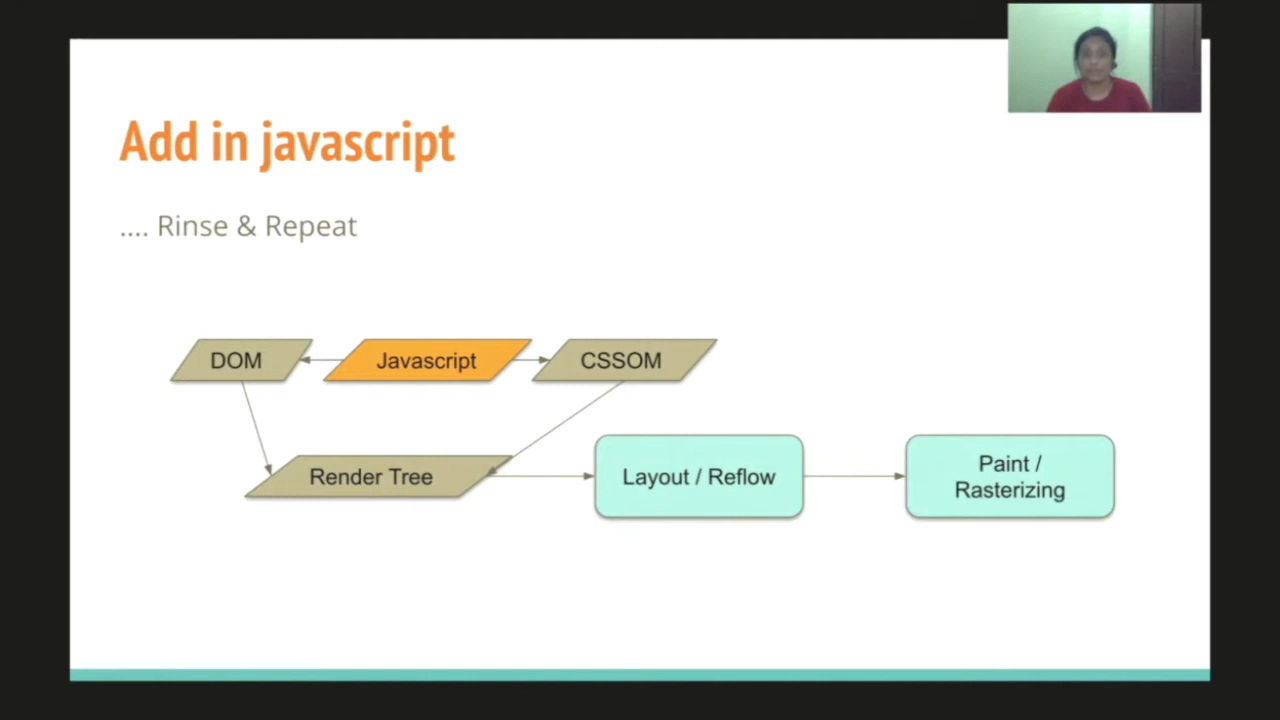 Add in javascript
.... Rinse & Repeat
DOM
Javascript
CSSOM
Render Tree
Layout / Reflow
Paint /
Rasterizing